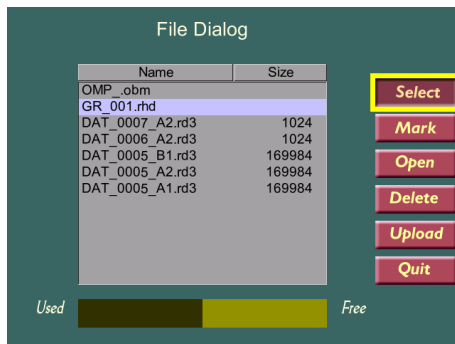 File Dialog
Name Size
OMP_.obm
GR_001.rhd
DAT_0007_A2.rd3 1024
DAT_0006_A2.rd3 1024
DAT_0005_B1.rd3 169984
DAT_0005_A2.rd3 169984
DAT_0005_A1.rd3 169984
Select
Mark
Open
Delete
Upload
Quit
Used Free